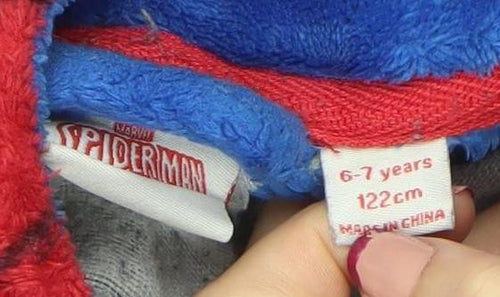 MARVEL
SPIDER-MAN
6-7 years
122cm
MADE IN CHINA